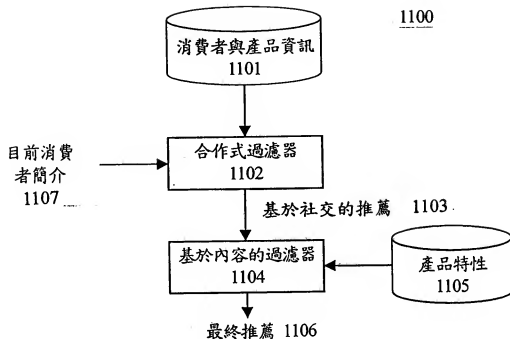 1100
消費者與產品資訊
1101
目前消費
者簡介
1107
合作式過濾器
1102
基於社交的推薦 1103
基於內容的過濾器
1104
產品特性
1105
最終推薦 1106